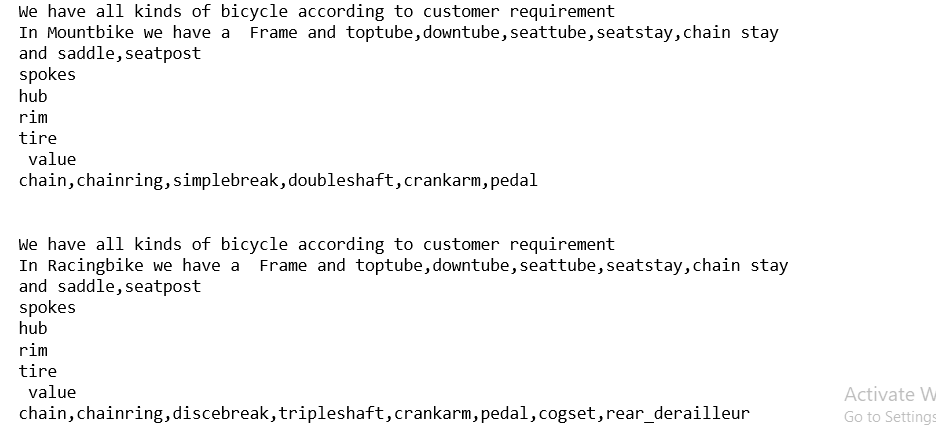 We have all kinds of bicycle according to customer requirement
In Mountbike we have a  Frame and toptube,downtube,seattube,seatstay,chain stay
and saddle,seatpost
spokes
hub
rim
tire
 value
chain,chainring,simplebreak,doubleshaft,crankarm,pedal
We have all kinds of bicycle according to customer requirement
In Racingbike we have a  Frame and toptube,downtube,seattube,seatstay,chain stay
and saddle,seatpost
spokes
hub
rim
tire
 value
Activate W
chain,chainring,discebreak,tripleshaft,crankarm,pedal,cogset,rear_derailleur
Go to Settings